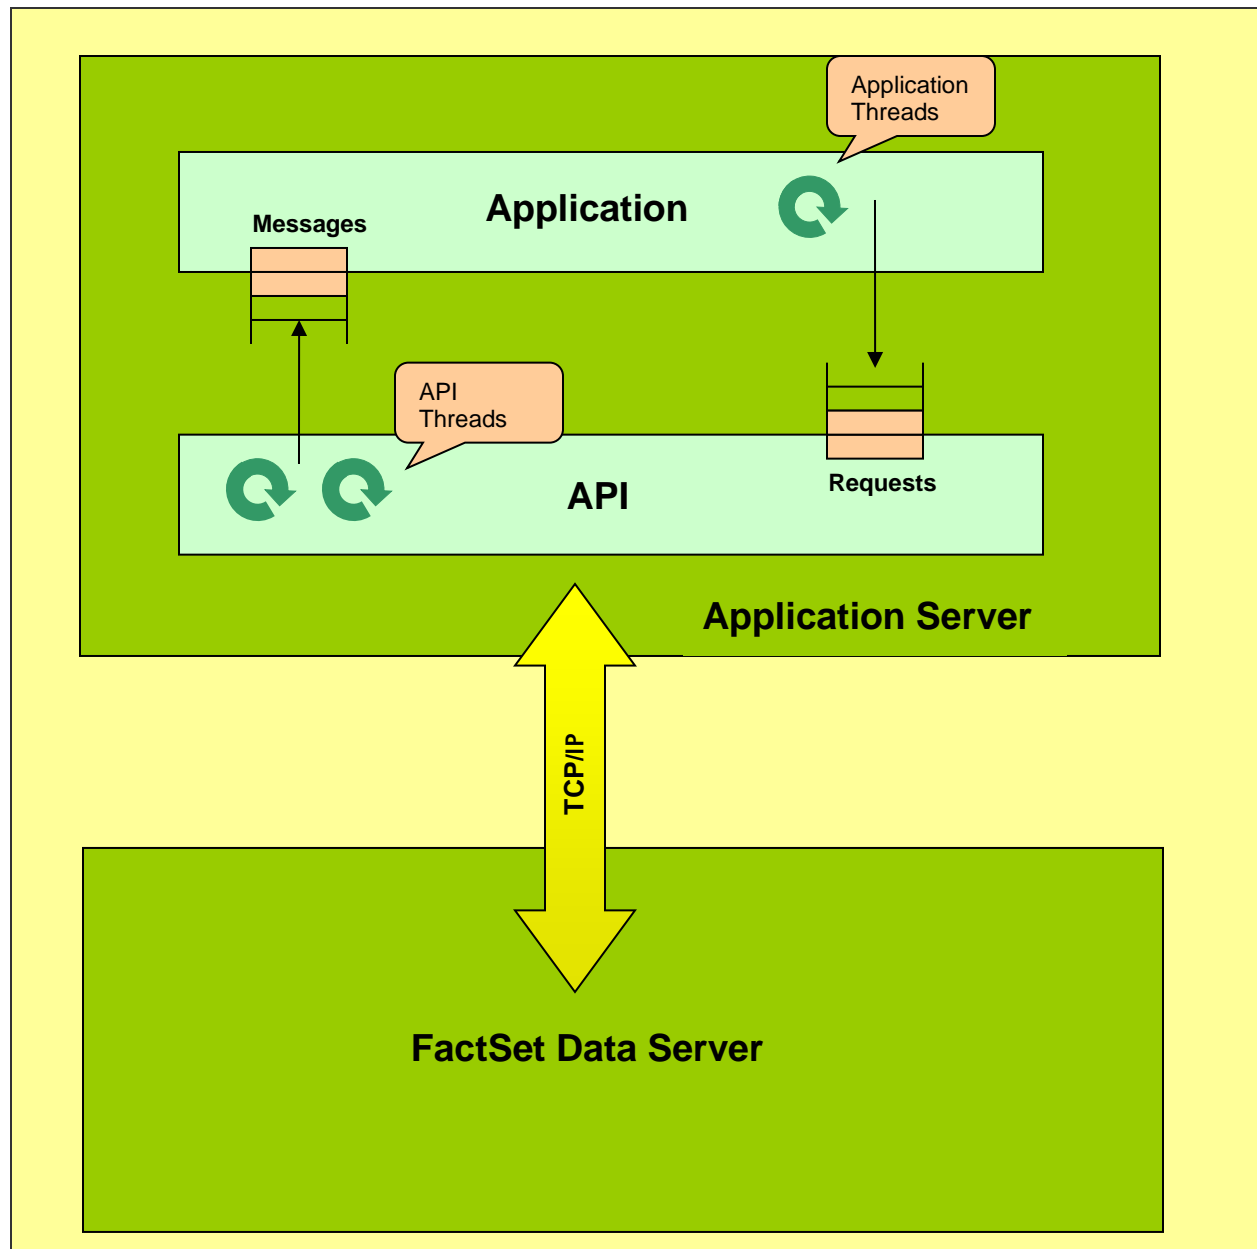 Application
Threads
Application
Messages
API
Threads
API
Requests
Application Server
TCP/IP
FactSet Data Server